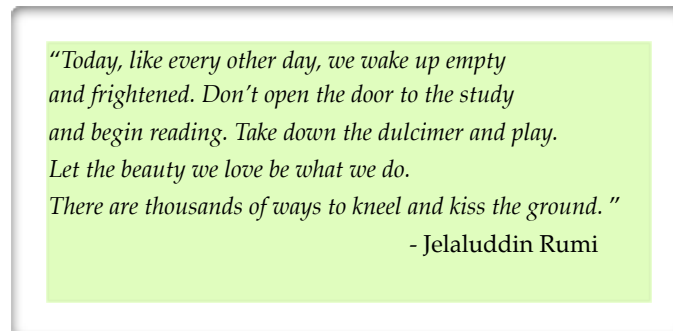 “Today, like every other day, we wake up empty
and frightened. Don’t open the door to the study
and begin reading. Take down the dulcimer and play.
Let the beauty we love be what we do.
There are thousands of ways to kneel and kiss the ground. ”
- Jelaluddin Rumi